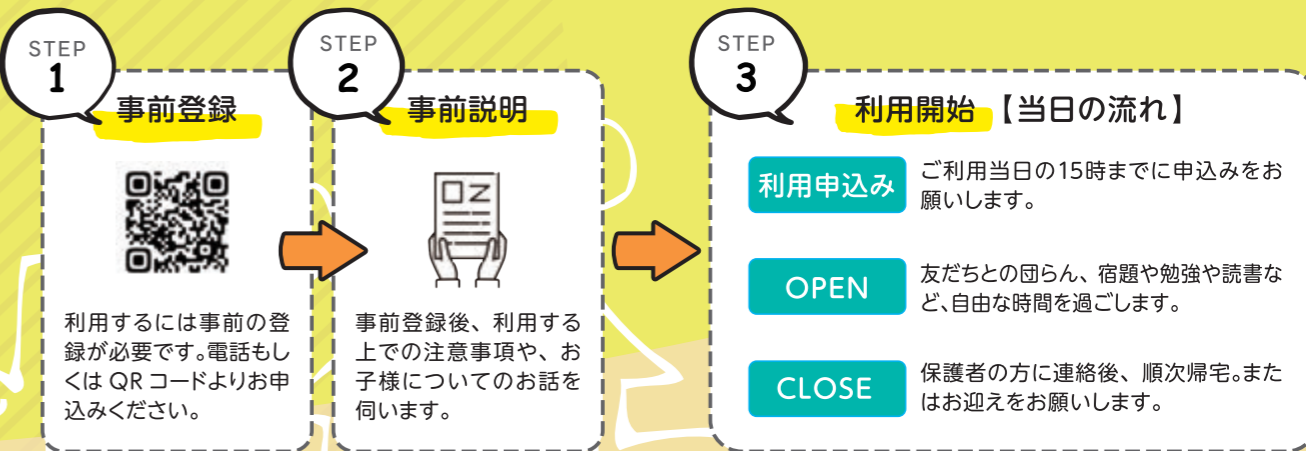 STEP
1
事前登録
利用するには事前の登
録が必要です。電話もし
くは QR コードよりお申
込みください。
STEP
2
事前説明
事前登録後、利用する
上での注意事項や、お
子様についてのお話を
伺います。
STEP
3
利用開始【当日の流れ】
利用申込み
ご利用当日の15時までに申込みをお
願いします。
OPEN
友だちとの団らん、宿題や勉強や読書な
ど、自由な時間を過ごします。
CLOSE
保護者の方に連絡後、順次帰宅。また
はお迎えをお願いします。